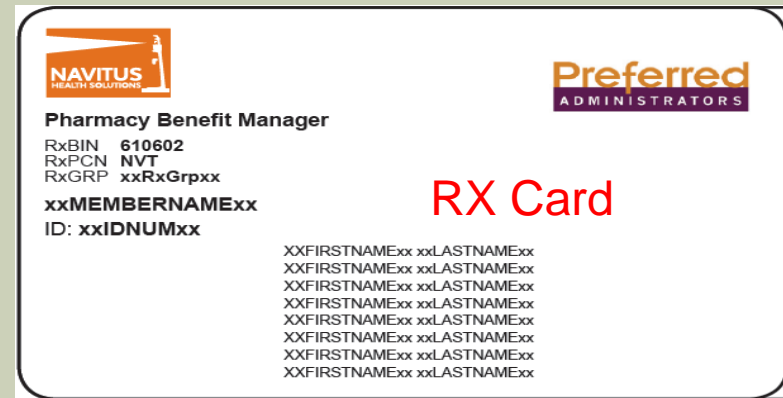 NAVITUS
HEALTH SOLUTIONS
Preferred
ADMINISTRATORS
Pharmacy Benefit Manager
RxBIN 610602
RxPCN NVT
RxGRP xxRxGrpxx
xxMEMBERNAMExx
RX Card
ID: xxIDNUMxx
XXFIRSTNAMExx xxLASTNAMExx
XXFIRSTNAMExx xxLASTNAMExx
XXFIRSTNAMExx xxLASTNAMExx
XXFIRSTNAMExx xxLASTNAMExx
XXFIRSTNAMExx xxLASTNAMExx
XXFIRSTNAMExx xxLASTNAMExx
XXFIRSTNAMExx xxLASTNAMExx
XXFIRSTNAMExx xxLASTNAMExx